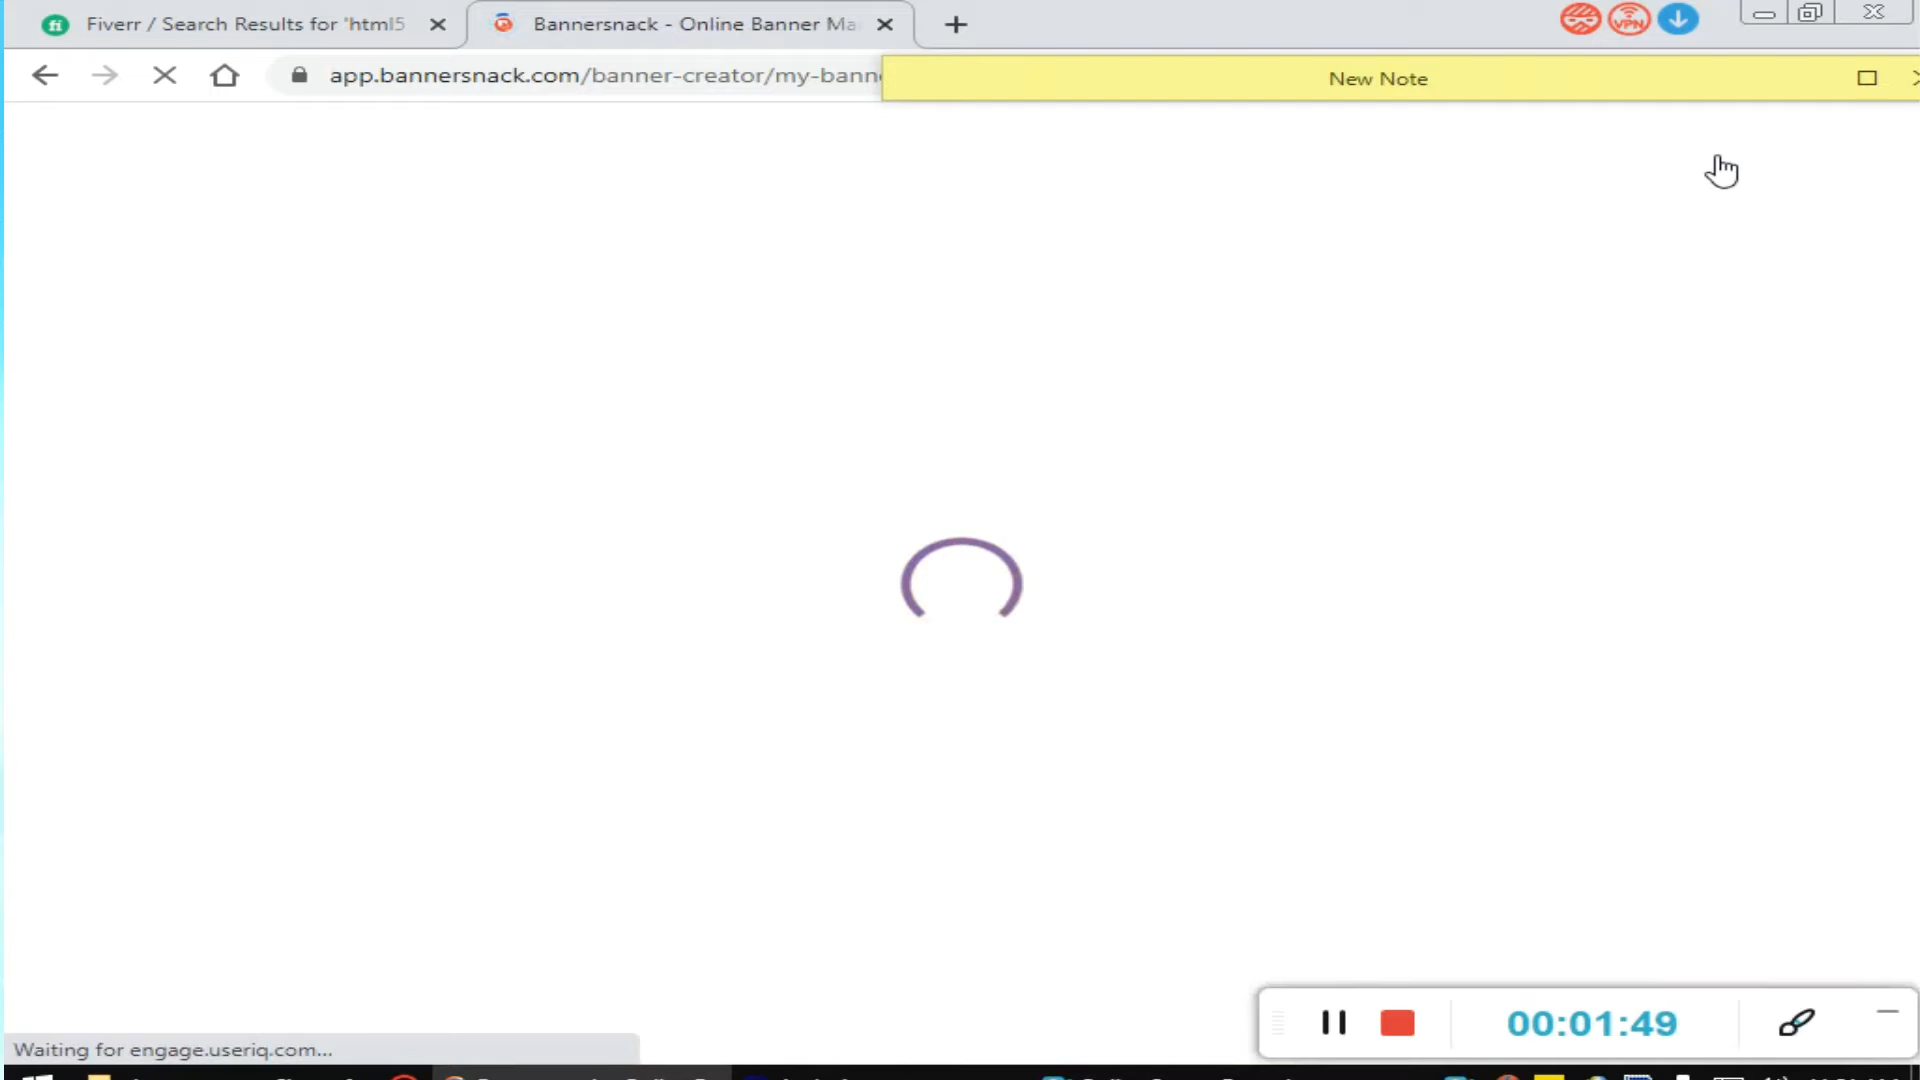 Fiverr / Search Results for 'html5
Bannersnack - Online Banner Ma
VPN
app.bannersnack.com/banner-creator/my-bann
New Note
00:01:49
Waiting for engage.useriq.com...